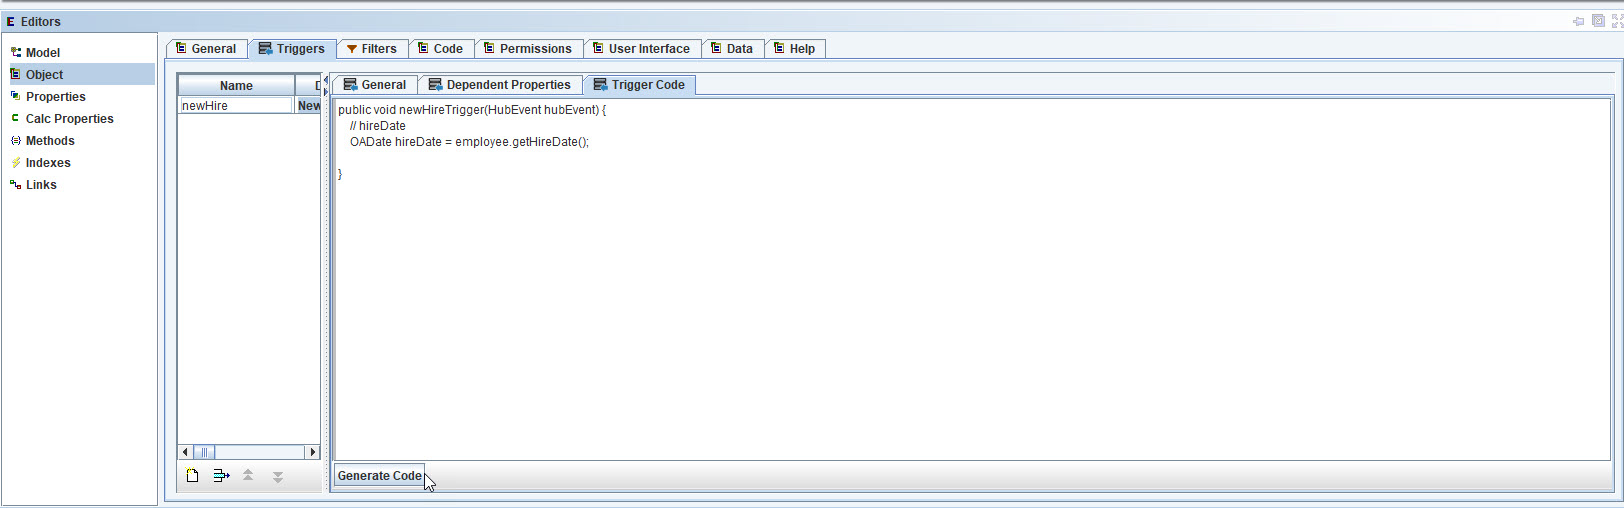 Editors
Model
Object
Properties
Calc Properties
Methods
Indexes
Links
General Triggers Filters Code Permissions User Interface Data Help
Name D
newHire New
General Dependent Properties Trigger Code
public void newHireTrigger(HubEvent hubEvent) {
// hireDate
OADate hireDate = employee.getHireDate();
}
Generate Code